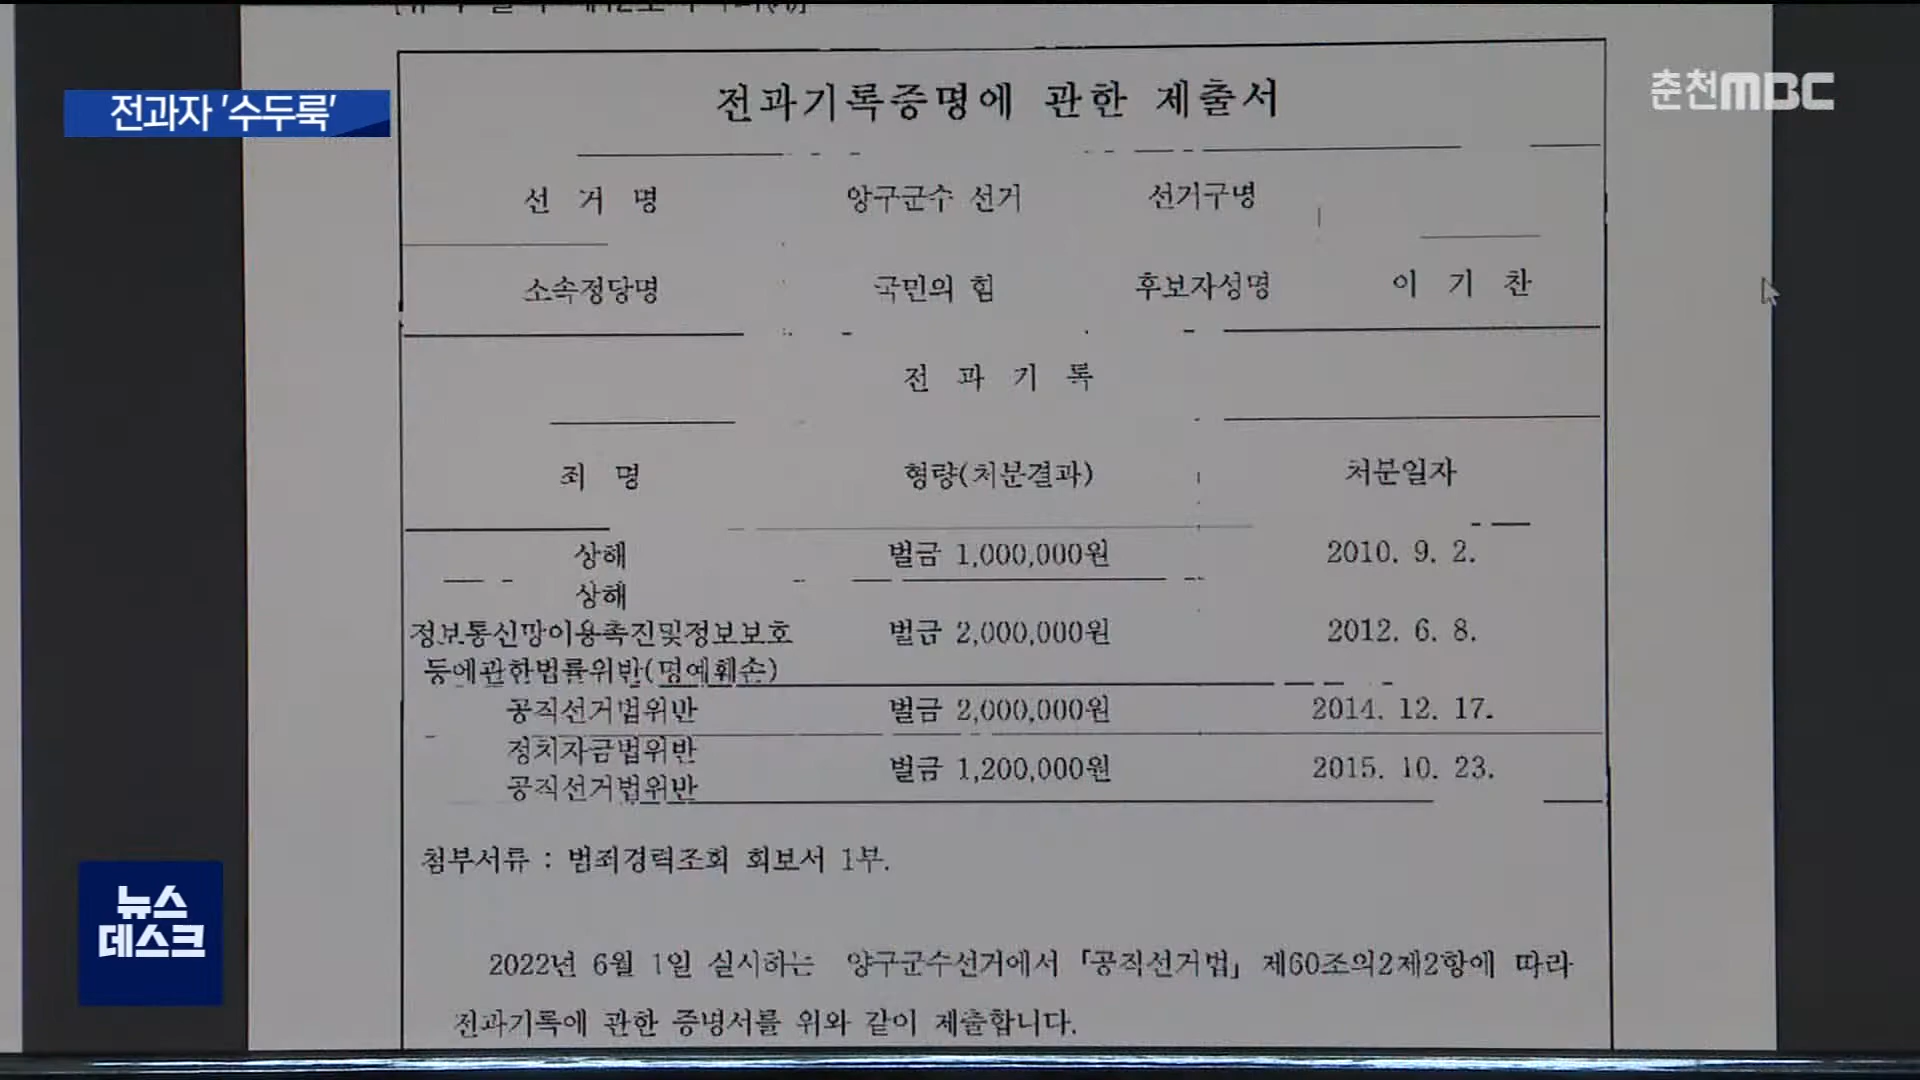 전과자 '수두룩'
춘천MBC
전과기록증명에 관한 제출서
선 거 명 양구군수 선거 선거구명
소속정당명 국민의 힘 후보자성명 이 기 찬
전 과 기 록
죄 명 형량(처분결과) 처분일자
상해 벌금 1,000,000원 2010. 9. 2.
상해
정보통신망이용촉진및정보보호 벌금 2,000,000원 2012. 6. 8.
등에관한법률위반(명예훼손)
공직선거법위반 벌금 2,000,000원 2014. 12. 17.
정치자금법위반
벌금 1,200,000원 2015. 10. 23.
공직선거법위반
첨부서류 : 범죄경력조회 회보서 1부.
2022년 6월 1일 실시하는 양구군수선거에서 「공직선거법」 제60조의2제2항에 따라
전과기록에 관한 증명서를 위와 같이 제출합니다.
뉴스
데스크